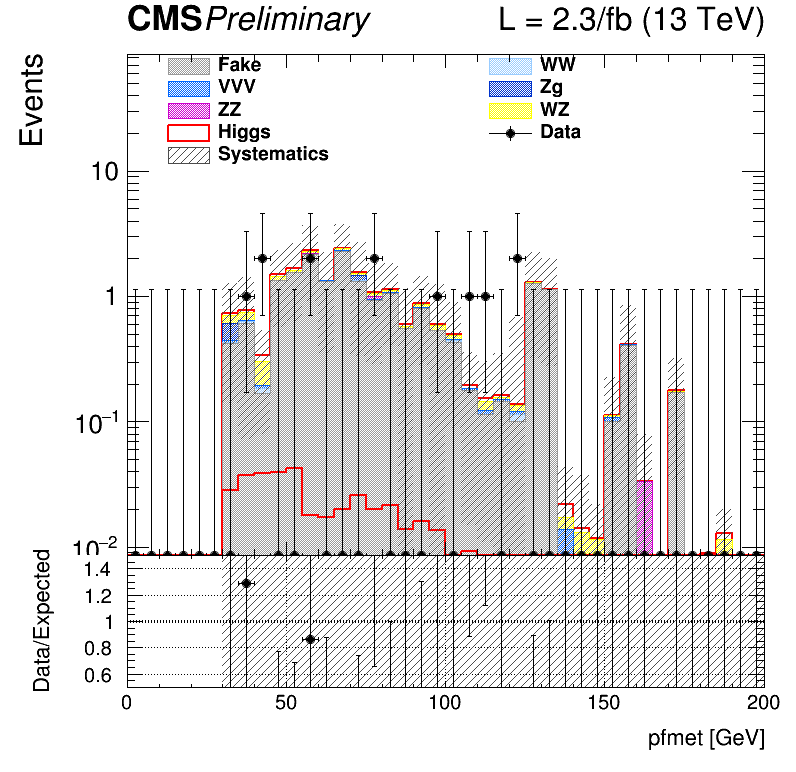 CMS Preliminary L = 2.3/fb (13 TeV)
Events
Fake WW
VVV Zg
ZZ WZ
Higgs Data
Systematics
10
1
10⁻¹
10⁻²
Data/Expected
1.4
1.2
1
0.8
0.6
0 50 100 150 200
pfmet [GeV]